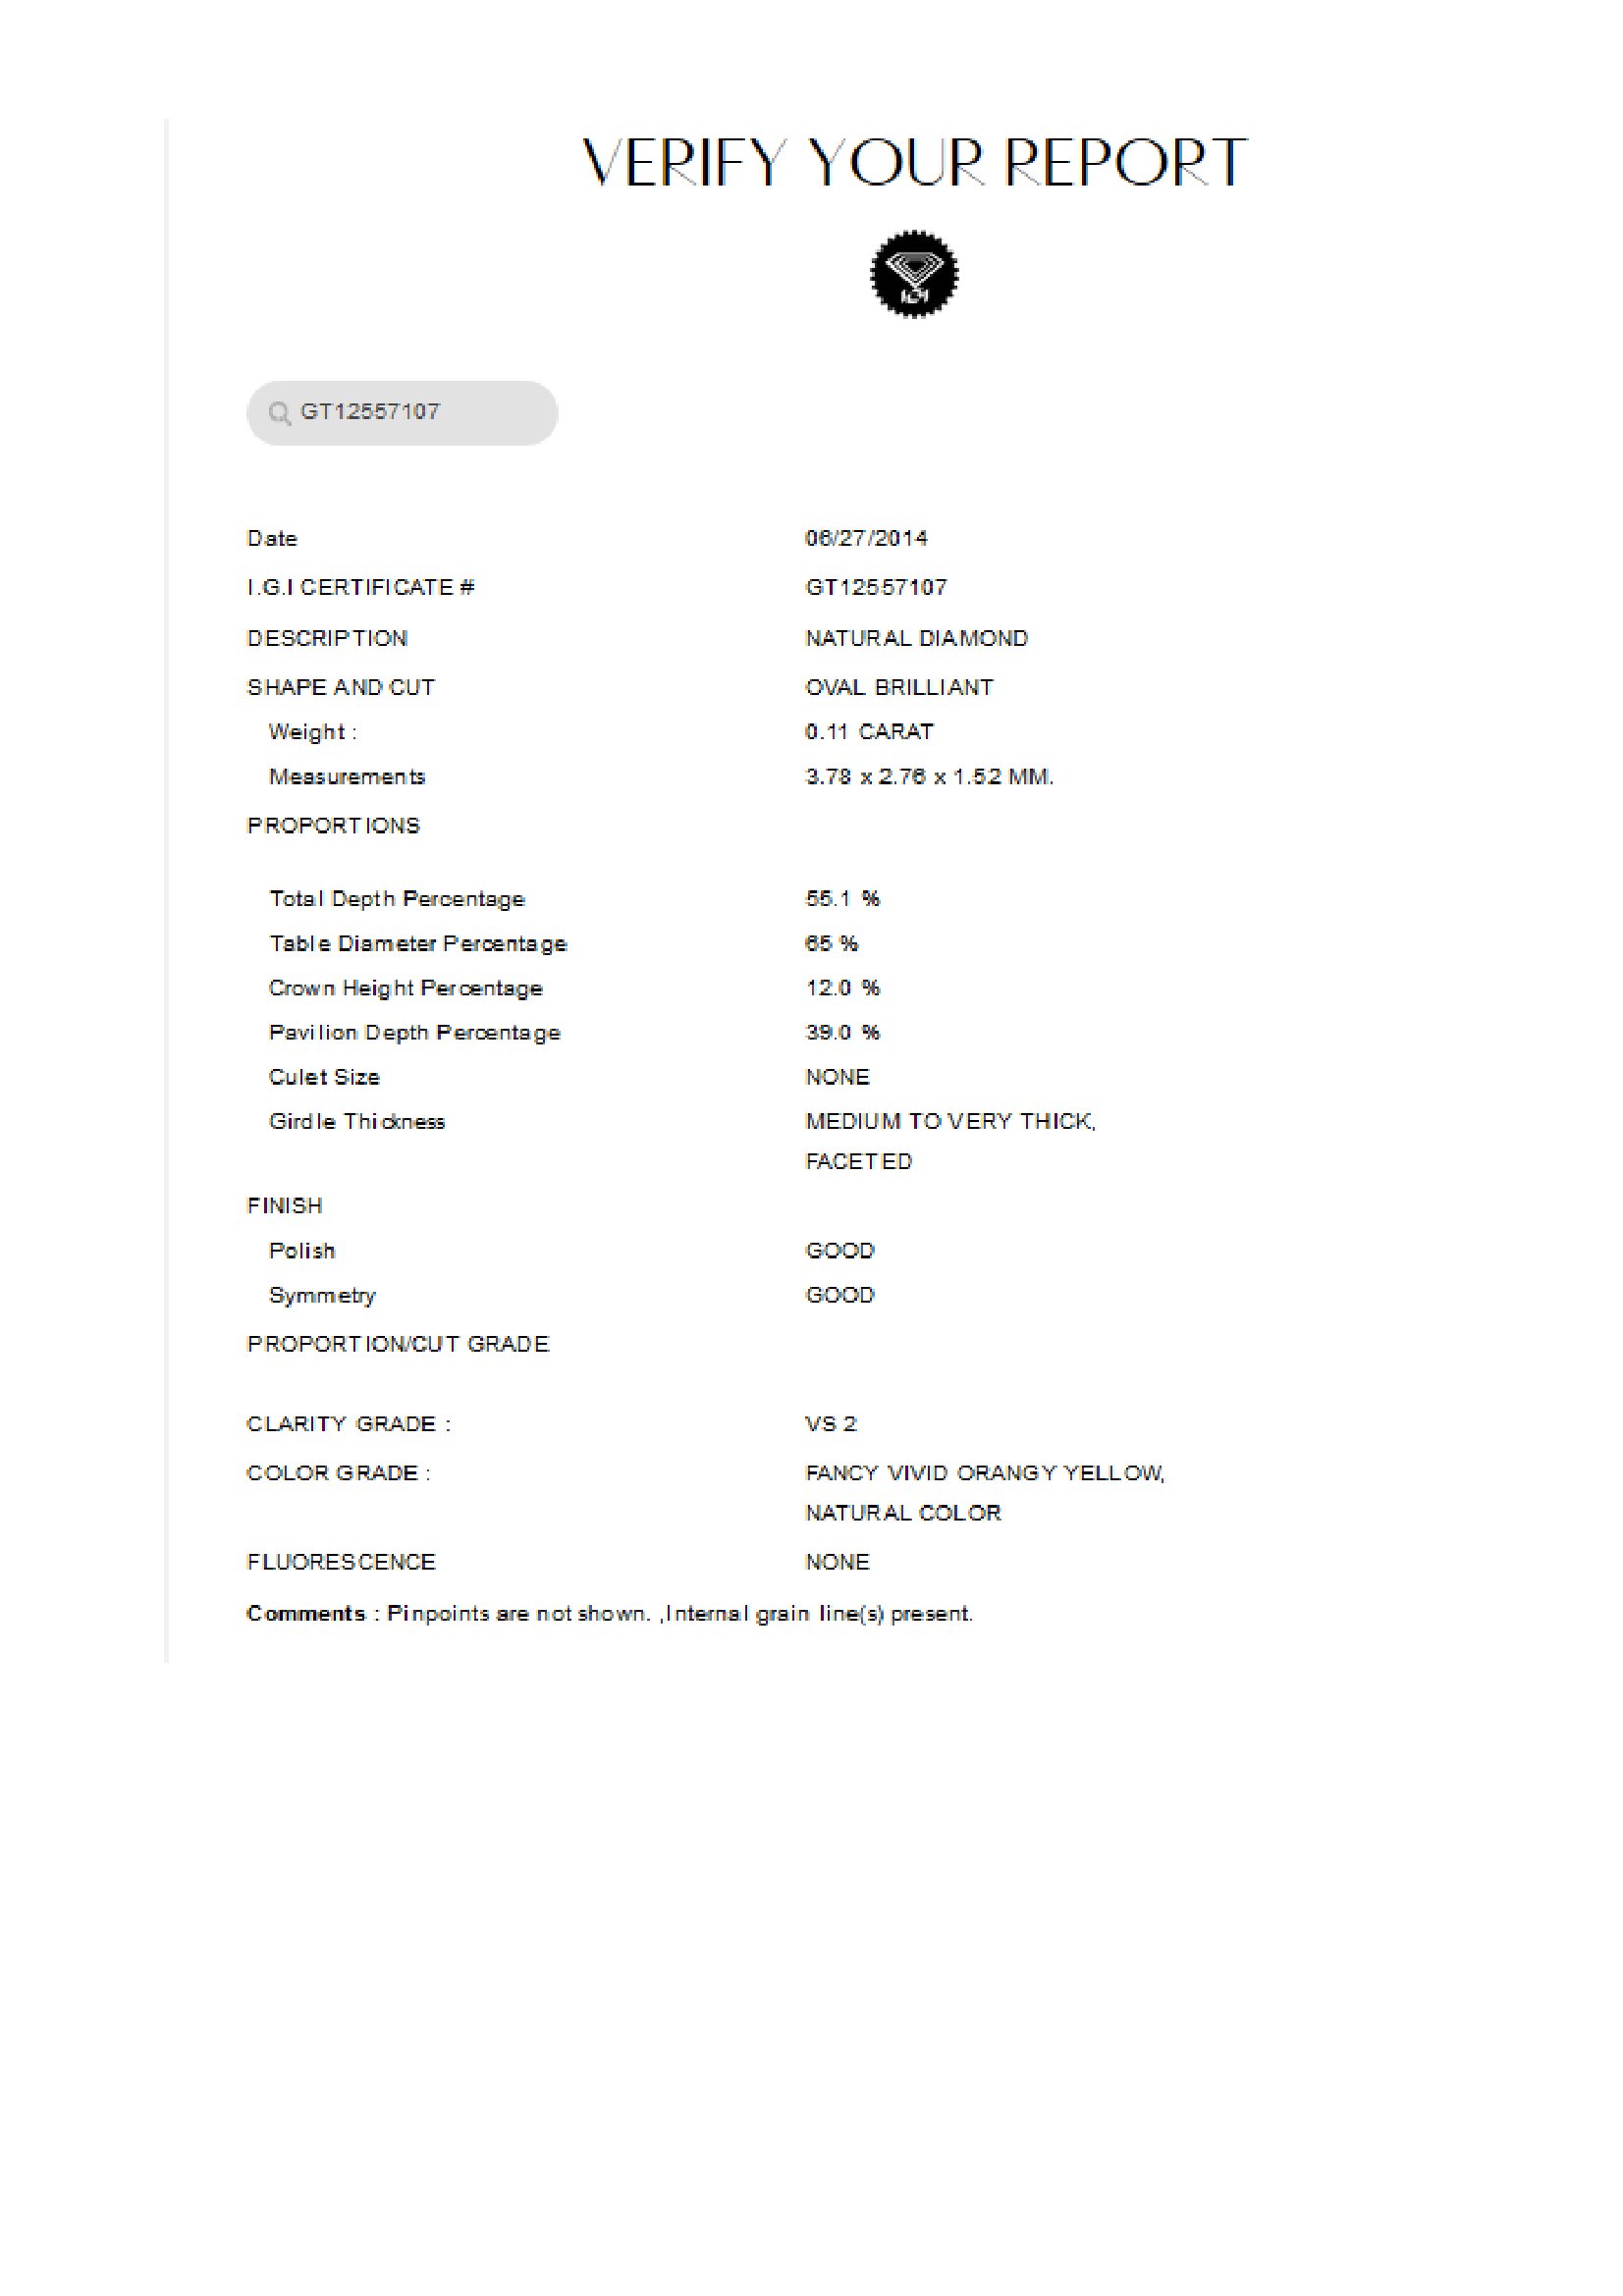 VERIFY YOUR REPORT
IGI
GT12557107
Date 06/27/2014
I.G.I CERTIFICATE # GT12557107
DESCRIPTION NATURAL DIAMOND
SHAPE AND CUT OVAL BRILLIANT
Weight : 0.11 CARAT
Measurements 3.78 x 2.76 x 1.52 MM.
PROPORTIONS
Total Depth Percentage 55.1 %
Table Diameter Percentage 65 %
Crown Height Percentage 12.0 %
Pavilion Depth Percentage 39.0 %
Culet Size NONE
Girdle Thickness MEDIUM TO VERY THICK,
FACETED
FINISH
Polish GOOD
Symmetry GOOD
PROPORTION/CUT GRADE
CLARITY GRADE : VS 2
COLOR GRADE : FANCY VIVID ORANGY YELLOW,
NATURAL COLOR
FLUORESCENCE NONE
Comments : Pinpoints are not shown. ,Internal grain line(s) present.